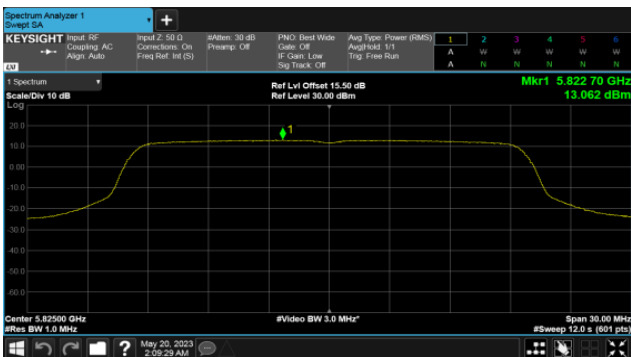 Spectrum Analyzer 1
Swept SA
+
KEYSIGHT
Input: RF
Coupling: AC
Align: Auto
Input Z: 50 Ω
Corrections: On
Freq Ref: Int (S)
#Atten: 30 dB
Preamp: Off
PNO: Best Wide
Gate: Off
IF Gain: Low
Sig Track: Off
Avg Type: Power (RMS)
Avg|Hold: 1/1
Trig: Free Run
1 2 3 4 5 6
A W W W W W
A N N N N N
LXI
1 Spectrum
Scale/Div 10 dB
Ref Lvl Offset 15.50 dB
Ref Level 30.00 dBm
Mkr1 5.822 70 GHz
13.062 dBm
Log
20.0
1
10.0
0.00
-10.0
-20.0
-30.0
-40.0
-50.0
-60.0
Center 5.82500 GHz
#Video BW 3.0 MHz*
Span 30.00 MHz
#Res BW 1.0 MHz
#Sweep 12.0 s (601 pts)
?
May 20, 2023
2:09:29 AM